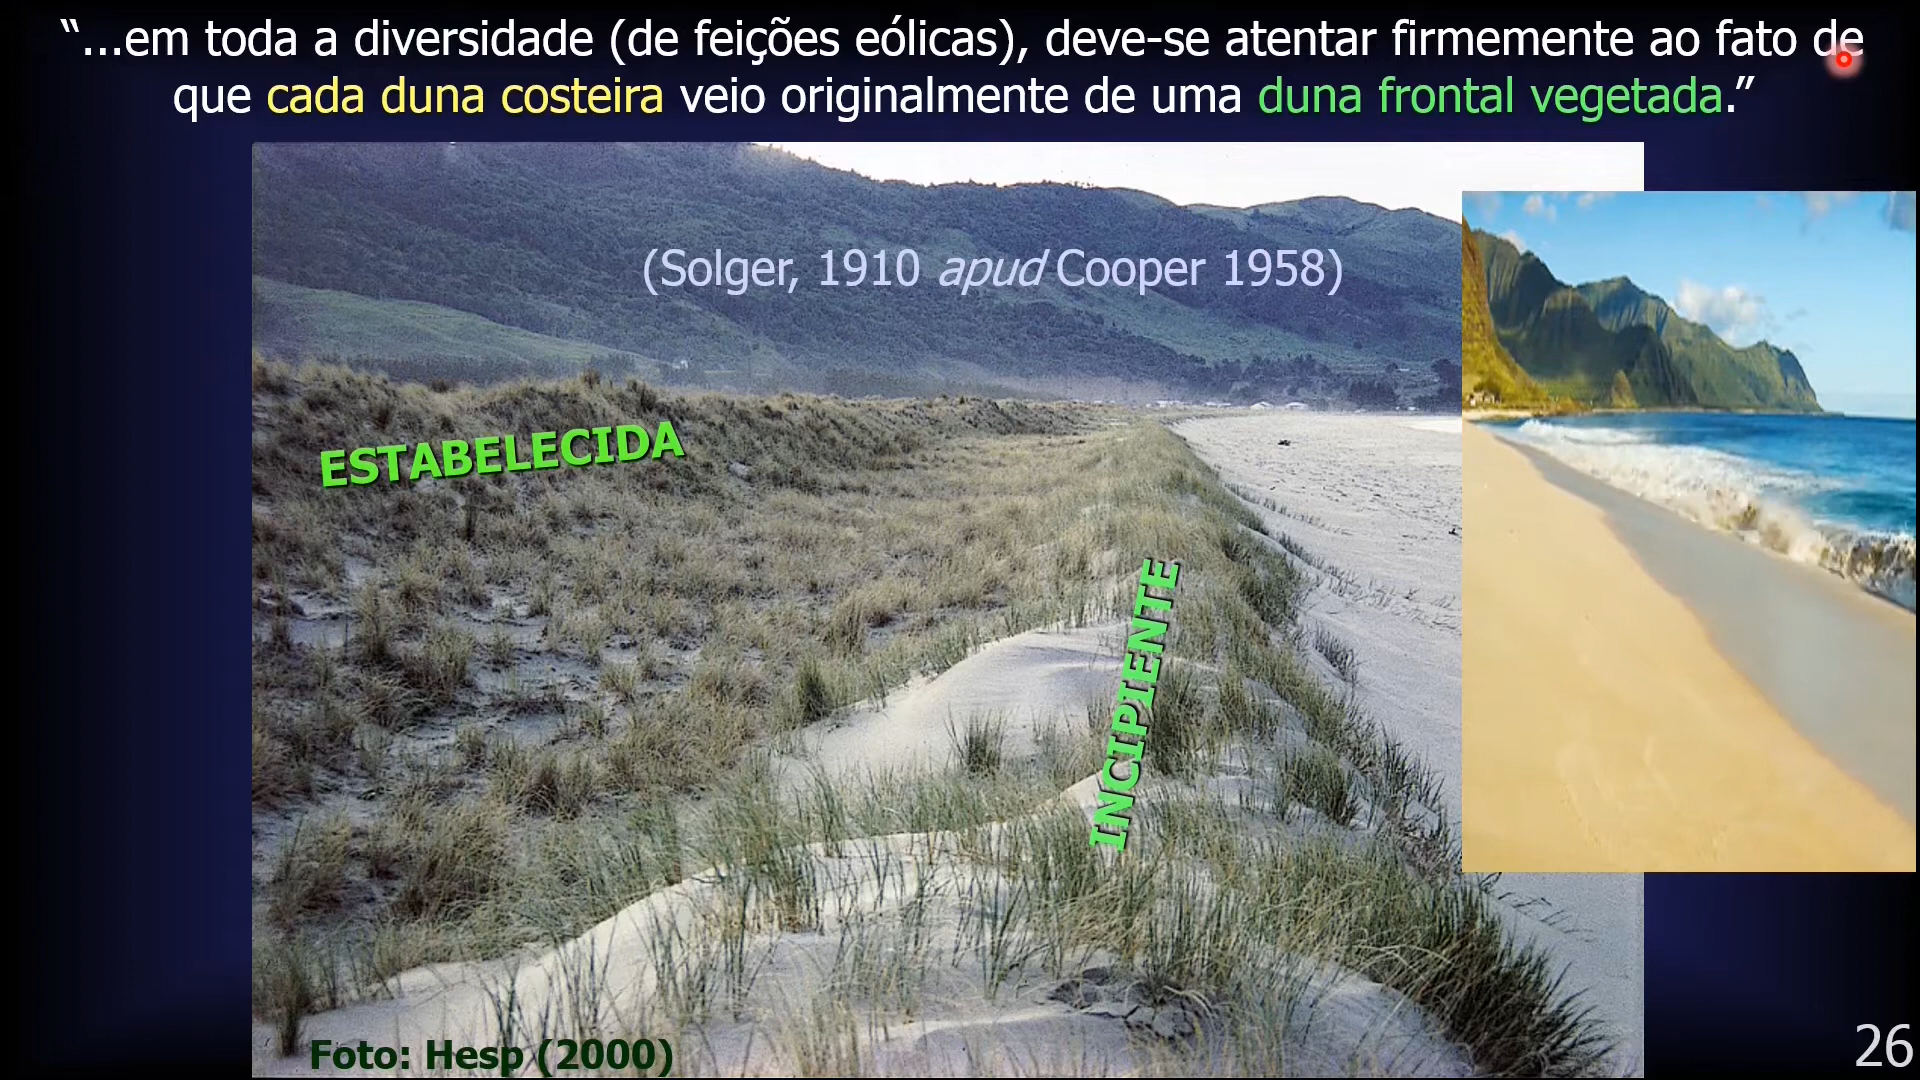 “...em toda a diversidade (de feições eólicas), deve-se atentar firmemente ao fato de
que cada duna costeira veio originalmente de uma duna frontal vegetada.”
(Solger, 1910 apud Cooper 1958)
ESTABELECIDA
INCIPIENTE
Foto: Hesp (2000)
26